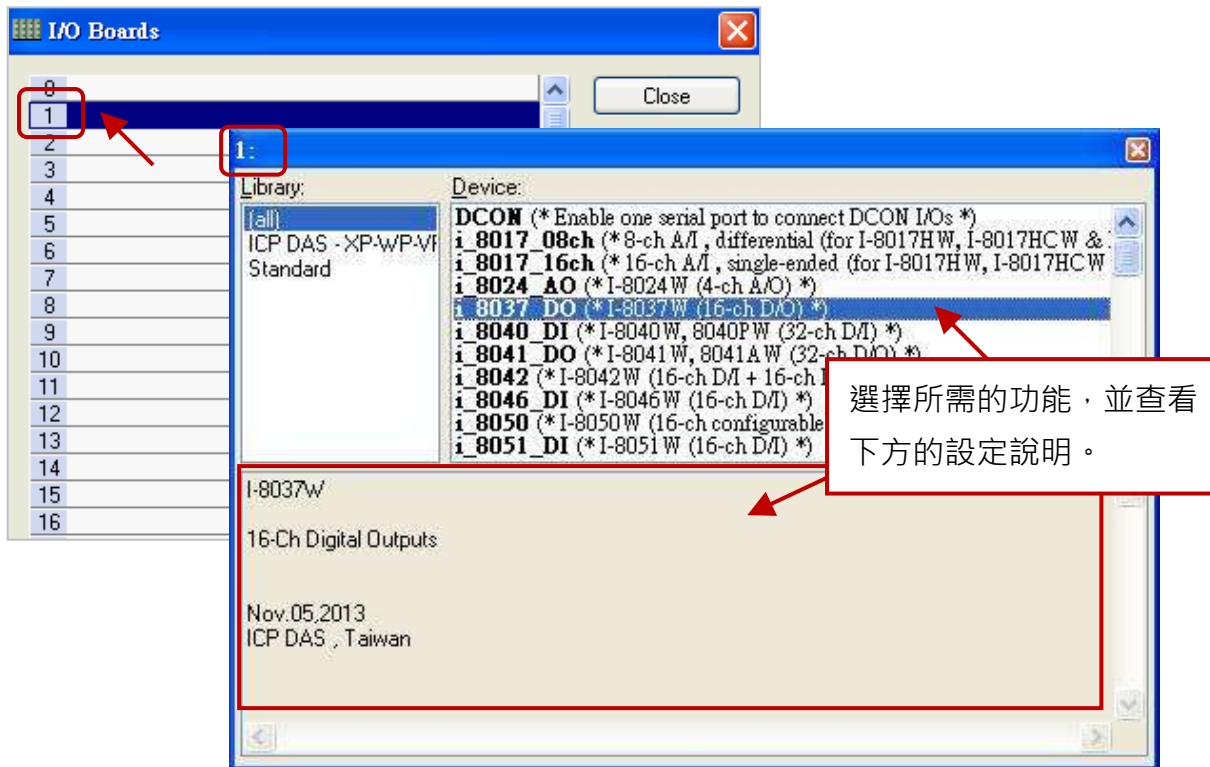 I/O Boards
Close
0
1
2
3
4
5
6
7
8
9
10
11
12
13
14
15
16
1:
Library:
(all)
ICP DAS - XP-WP-VF
Standard
Device:
DCON (* Enable one serial port to connect DCON I/Os *)
i_8017_08ch (* 8-ch A/I , differential (for I-8017HW, I-8017HCW &
i_8017_16ch (* 16-ch A/I , single-ended (for I-8017HW, I-8017HCW
i_8024_AO (* I-8024W (4-ch A/O) *)
i_8037_DO (* I-8037W (16-ch D/O) *)
i_8040_DI (* I-8040W, 8040PW (32-ch D/I) *)
i_8041_DO (* I-8041W, 8041AW (32-ch D/O) *)
i_8042 (* I-8042W (16-ch D/I + 16-ch
i_8046_DI (* I-8046W (16-ch D/I) *)
i_8050 (* I-8050W (16-ch configurable
i_8051_DI (* I-8051W (16-ch D/I) *)
選擇所需的功能，並查看
下方的設定說明。
I-8037W
16-Ch Digital Outputs
Nov.05,2013
ICP DAS , Taiwan